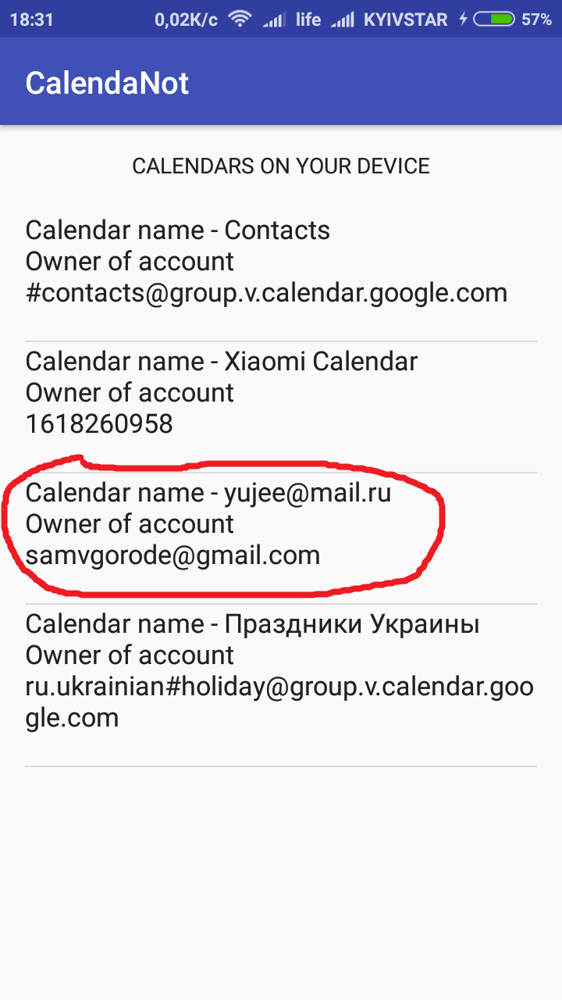 18:31 0,02K/c life KYIVSTAR 57%
CalendaNot
CALENDARS ON YOUR DEVICE
Calendar name - Contacts
Owner of account
#contacts@group.v.calendar.google.com
Calendar name - Xiaomi Calendar
Owner of account
1618260958
Calendar name - yujee@mail.ru
Owner of account
samvgorode@gmail.com
Calendar name - Праздники Украины
Owner of account
ru.ukrainian#holiday@group.v.calendar.goo
gle.com